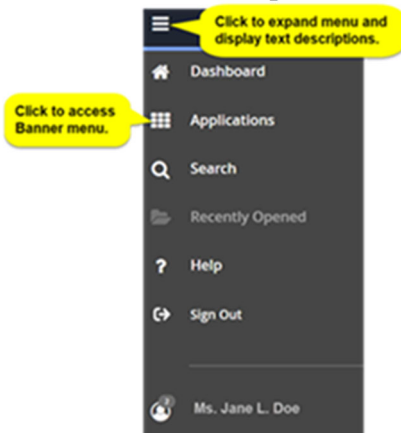 Click to expand menu and
display text descriptions.
Dashboard
Click to access
Banner menu.
Applications
Search
Recently Opened
? Help
Sign Out
Ms. Jane L. Doe